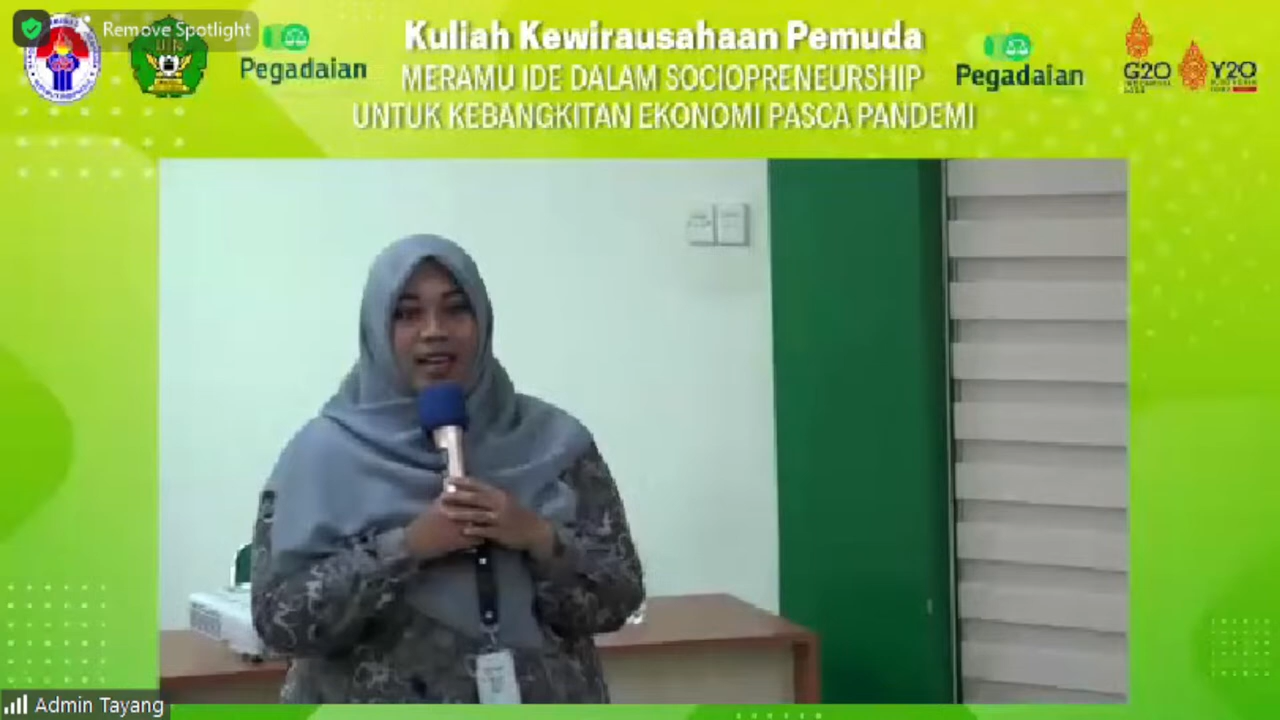 Remove Spotlight
Pegadaian
Kuliah Kewirausahaan Pemuda
MERAMU IDE DALAM SOCIOPRENEURSHIP
UNTUK KEBANGKITAN EKONOMI PASCA PANDEMI
Pegadaian
G20
Y20
Admin Tayang